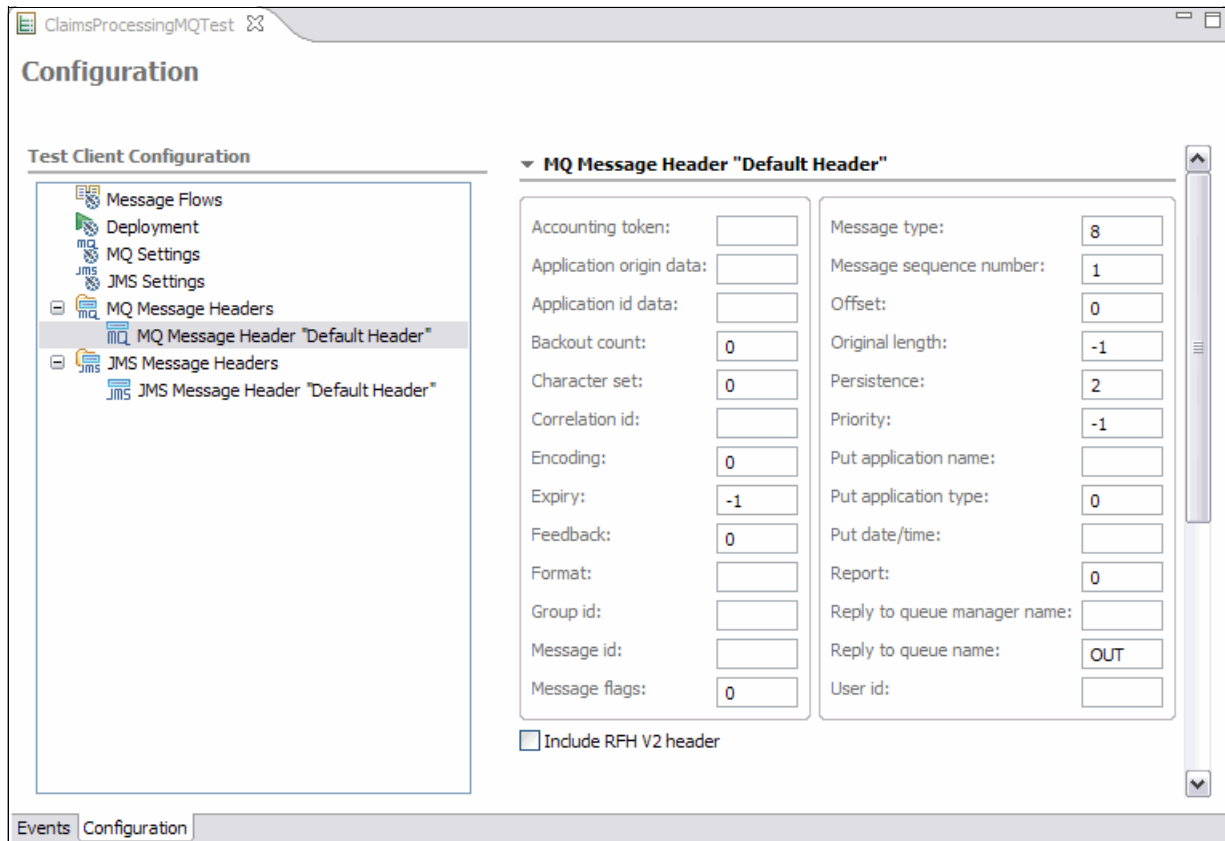 ClaimsProcessingMQTest
Configuration
Test Client Configuration
Message Flows
Deployment
MQ Settings
JMS Settings
MQ Message Headers
MQ Message Header "Default Header"
JMS Message Headers
JMS Message Header "Default Header"
MQ Message Header "Default Header"
Accounting token:
Application origin data:
Application id data:
Backout count: 0
Character set: 0
Correlation id:
Encoding: 0
Expiry: -1
Feedback: 0
Format:
Group id:
Message id:
Message flags: 0
Message type: 8
Message sequence number: 1
Offset: 0
Original length: -1
Persistence: 2
Priority: -1
Put application name:
Put application type: 0
Put date/time:
Report: 0
Reply to queue manager name:
Reply to queue name: OUT
User id:
Include RFH V2 header
Events Configuration